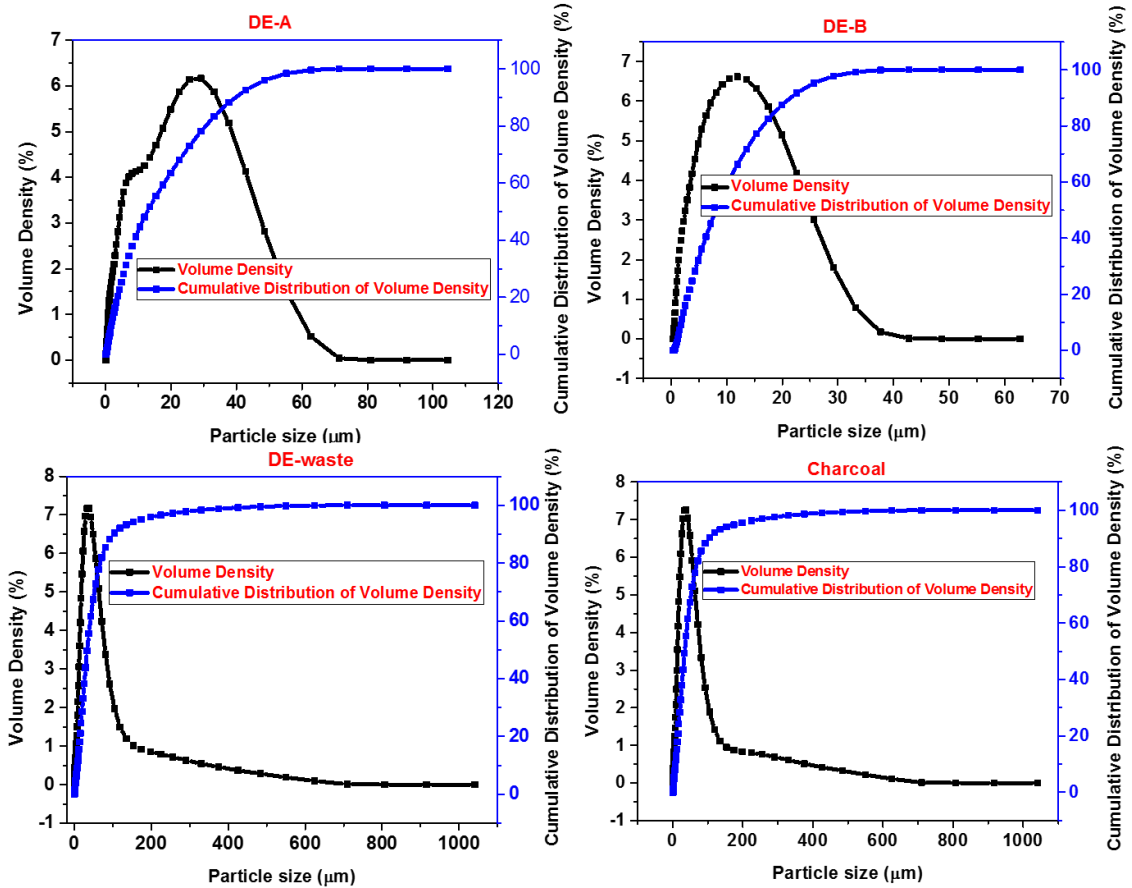 DE-A
Volume Density (%)
7
6
5
4
3
2
1
0
Volume Density
Cumulative Distribution of Volume Density
100
80
60
40
20
0
Cumulative Distribution of Volume Density (%)
0 20 40 60 80 100 120
Particle size (μm)
DE-B
Volume Density (%)
7
6
5
4
3
2
1
0
-1
Volume Density
Cumulative Distribution of Volume Density
100
80
60
40
20
0
Cumulative Distribution of Volume Density (%)
0 10 20 30 40 50 60 70
Particle size (μm)
DE-waste
Volume Density (%)
8
7
6
5
4
3
2
1
0
-1
Volume Density
Cumulative Distribution of Volume Density
100
80
60
40
20
0
Cumulative Distribution of Volume Density (%)
0 200 400 600 800 1000
Particle size (μm)
Charcoal
Volume Density (%)
8
7
6
5
4
3
2
1
0
-1
Volume Density
Cumulative Distribution of Volume Density
100
80
60
40
20
0
Cumulative Distribution of Volume Density (%)
0 200 400 600 800 1000
Particle size (μm)